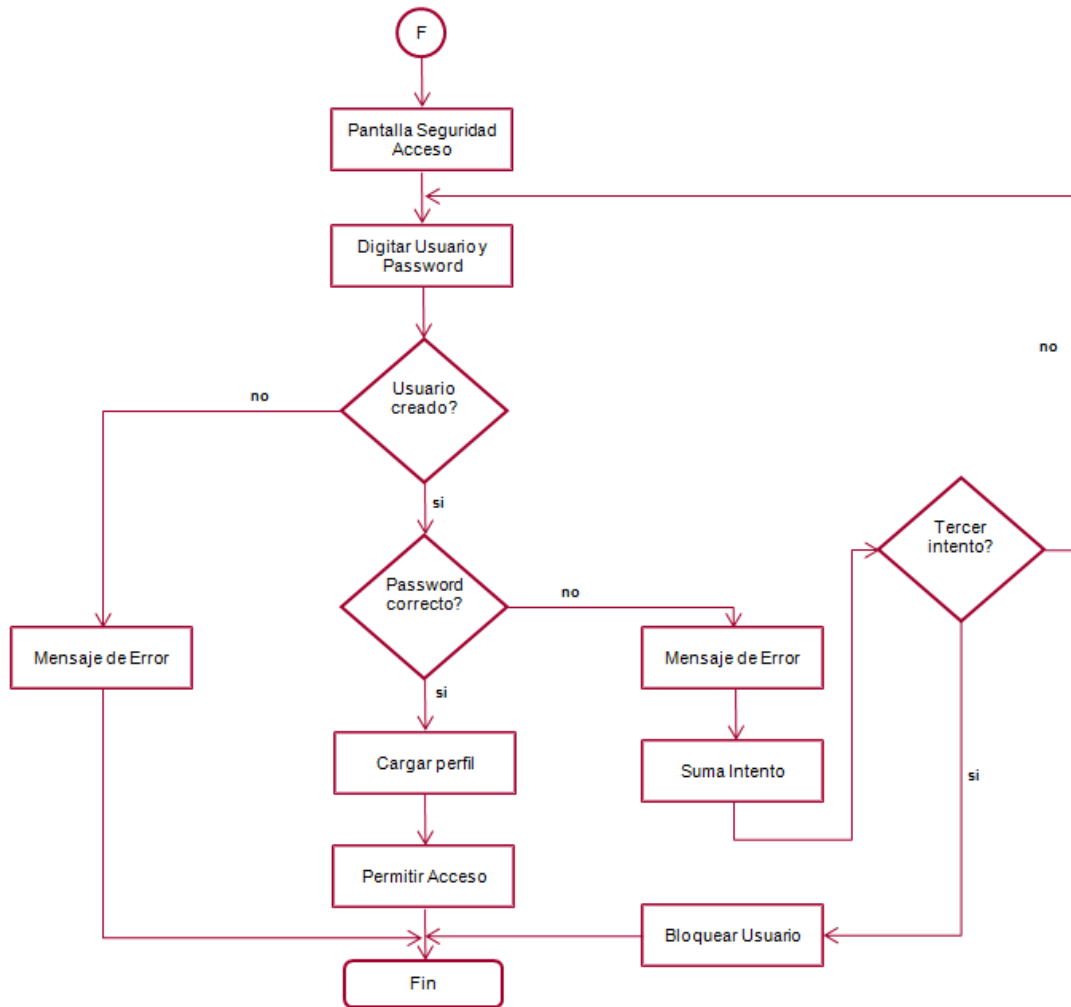 F
Pantalla Seguridad
Acceso
Digitar Usuario y
Password
no
Usuario
creado?
no
si
Tercer
intento?
Password
correcto?
no
Mensaje de Error
Mensaje de Error
si
Cargar perfil
Suma Intento
si
Permitir Acceso
Bloquear Usuario
Fin